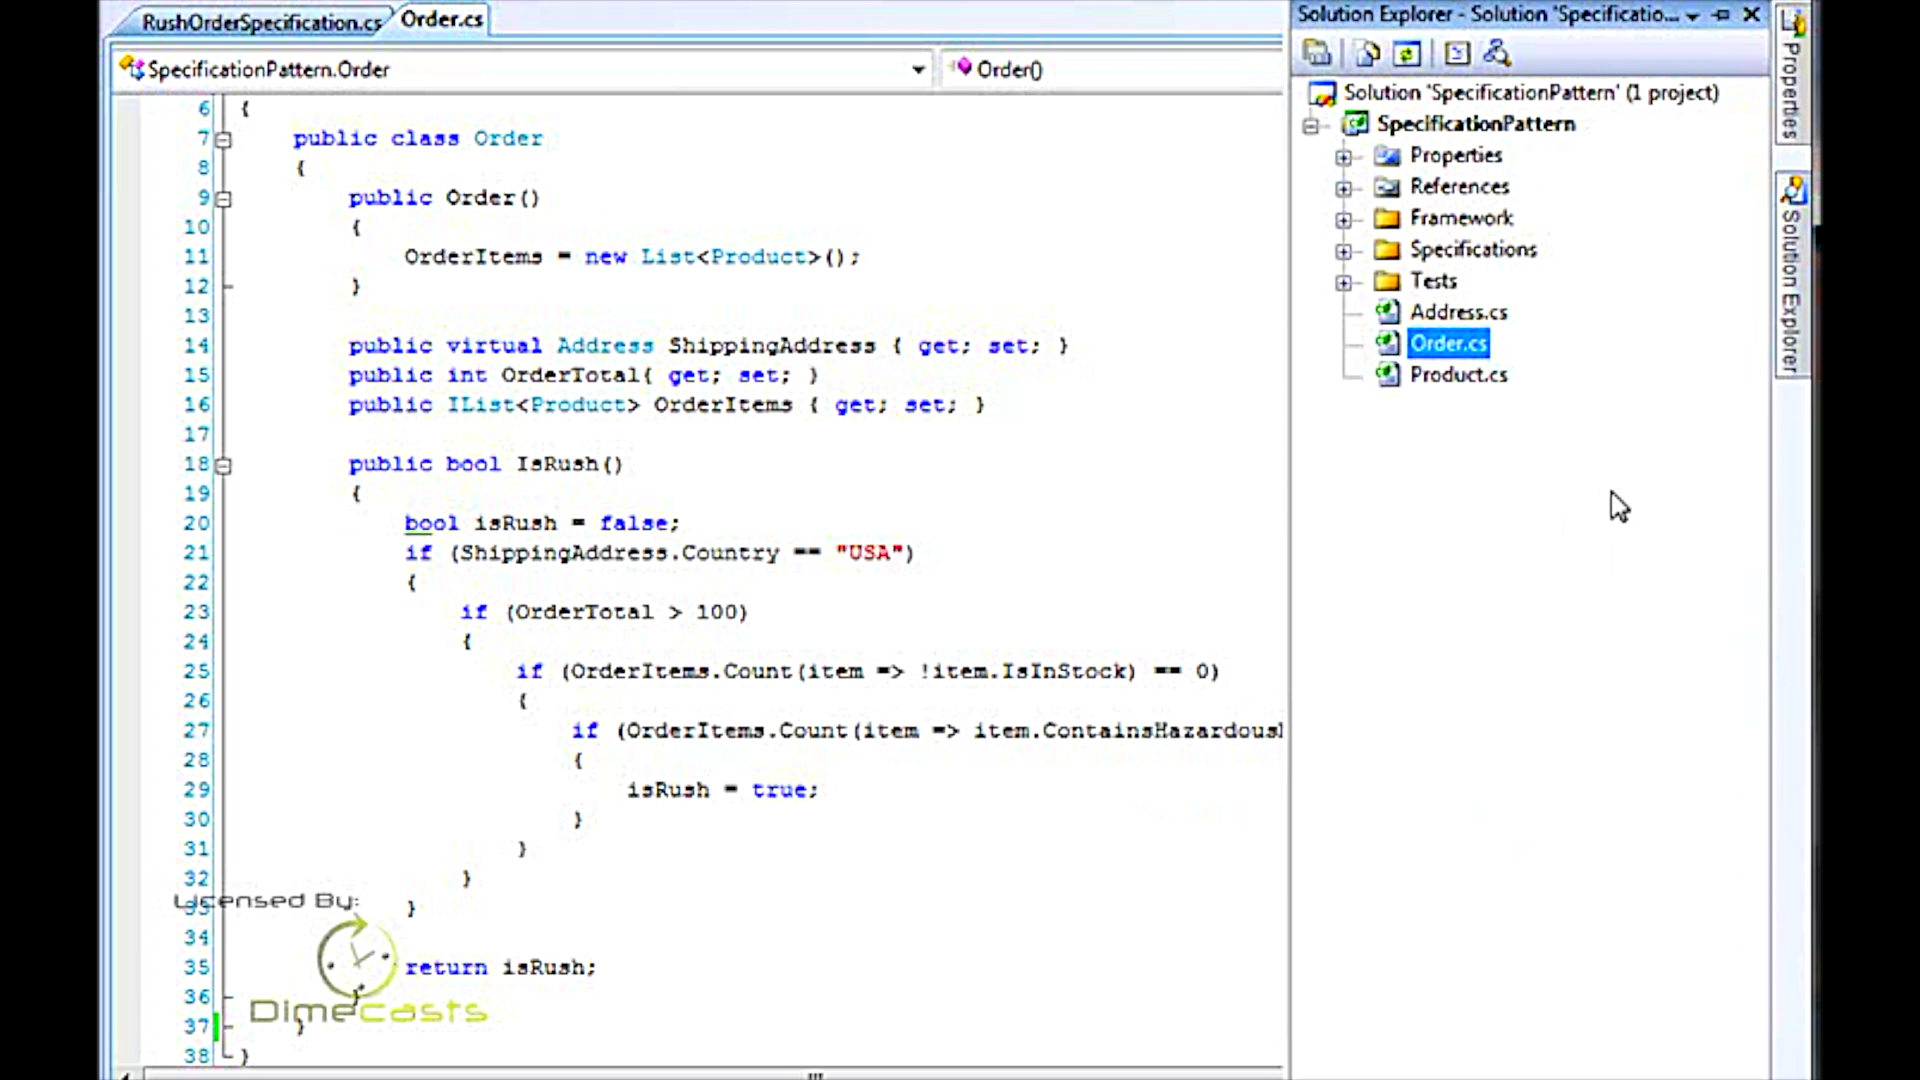 RushOrderSpecification.cs Order.cs
SpecificationPattern.Order Order()
6 {
7 public class Order
8 {
9 public Order()
10 {
11 OrderItems = new List<Product>();
12 }
13
14 public virtual Address ShippingAddress { get; set; }
15 public int OrderTotal{ get; set; }
16 public IList<Product> OrderItems { get; set; }
17
18 public bool IsRush()
19 {
20 bool isRush = false;
21 if (ShippingAddress.Country == "USA")
22 {
23 if (OrderTotal > 100)
24 {
25 if (OrderItems.Count(item => !item.IsInStock) == 0)
26 {
27 if (OrderItems.Count(item => item.ContainsHazardous
28 {
29 isRush = true;
30 }
31 }
32 }
33 }
34
35 return isRush;
36 }
37 }
38 }
Licensed By:
Dimecasts
Solution Explorer - Solution 'Specificatio...
Solution 'SpecificationPattern' (1 project)
SpecificationPattern
Properties
References
Framework
Specifications
Tests
Address.cs
Order.cs
Product.cs
Properties
Solution Explorer